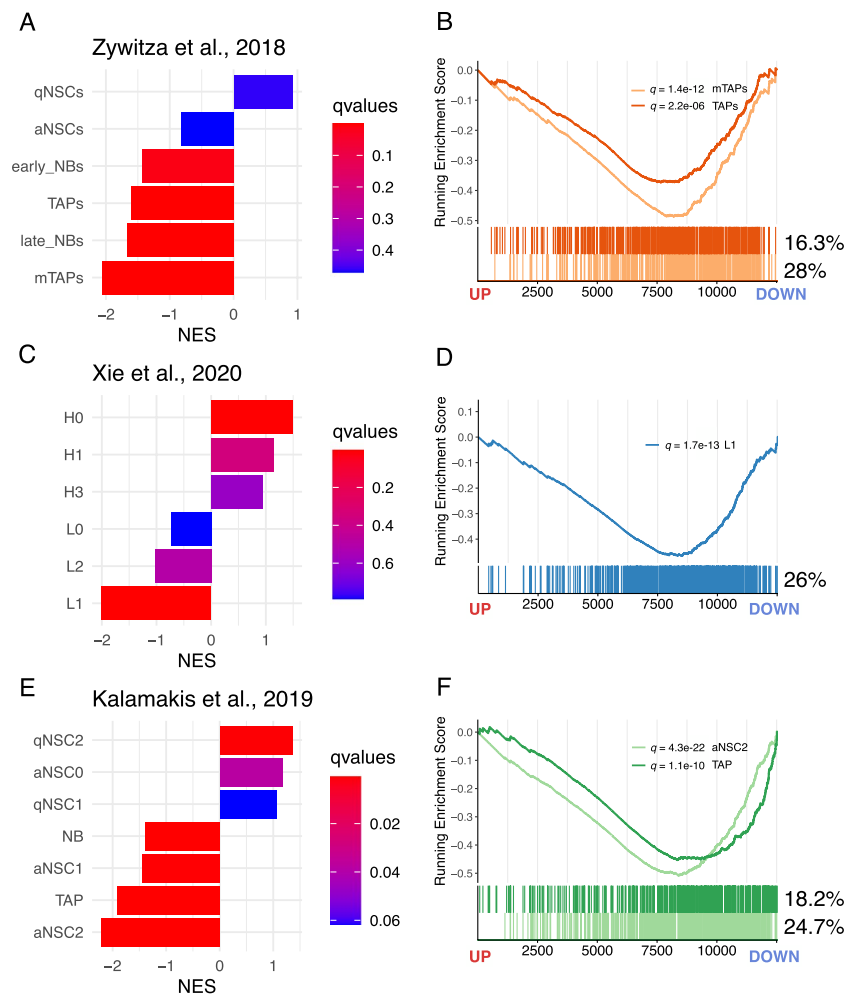 A
Zywitza et al., 2018
qNSCs
aNSCs
early_NBs
TAPs
late_NBs
mTAPs
−2 −1 0 1
NES
qvalues
0.1
0.2
0.3
0.4
B
Running Enrichment Score
0.0
−0.1
−0.2
−0.3
−0.4
−0.5
q = 1.4e-12 mTAPs
q = 2.2e-06 TAPs
16.3%
28%
UP 2500 5000 7500 10000 DOWN
C
Xie et al., 2020
H0
H1
H3
L0
L2
L1
−2 −1 0 1
NES
qvalues
0.2
0.4
0.6
D
Running Enrichment Score
0.1
0.0
−0.1
−0.2
−0.3
−0.4
q = 1.7e-13 L1
26%
UP 2500 5000 7500 10000 DOWN
E
Kalamakis et al., 2019
qNSC2
aNSC0
qNSC1
NB
aNSC1
TAP
aNSC2
−2 −1 0 1
NES
qvalues
0.02
0.04
0.06
F
Running Enrichment Score
0.0
−0.1
−0.2
−0.3
−0.4
−0.5
q = 4.3e-22 aNSC2
q = 1.1e-10 TAP
18.2%
24.7%
UP 2500 5000 7500 10000 DOWN